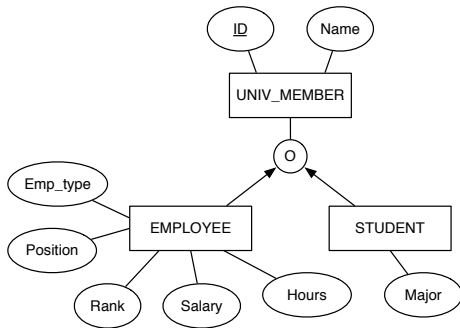 ID
Name
UNIV_MEMBER
O
Emp_type
EMPLOYEE
STUDENT
Position
Rank
Salary
Hours
Major